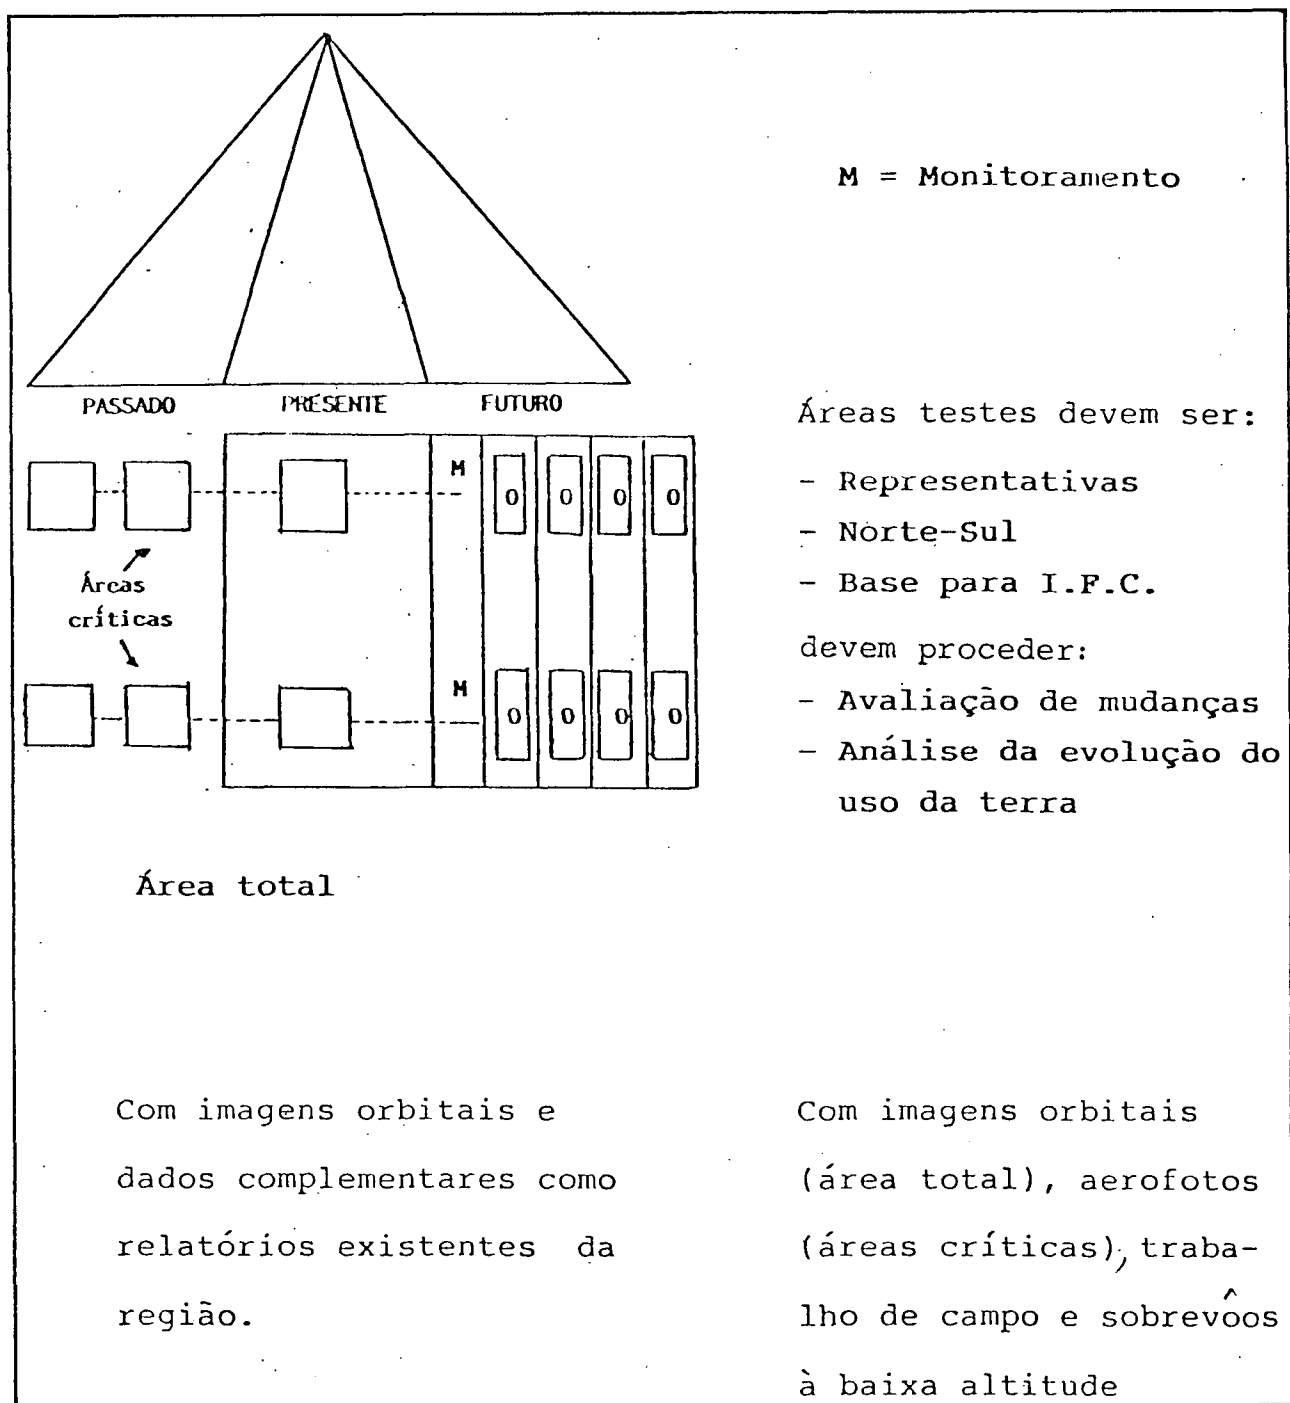 M = Monitoramento
PASSADO PRESENTE FUTURO
Áreas testes devem ser:
- Representativas
- Norte-Sul
- Base para I.F.C.
devem proceder:
- Avaliação de mudanças
- Análise da evolução do
uso da terra
M
0 0 0 0
Áreas
críticas
M
0 0 0 0
Área total
Com imagens orbitais e
dados complementares como
relatórios existentes da
região.
Com imagens orbitais
(área total), aerofotos
(áreas críticas), traba-
lho de campo e sobrevôos
à baixa altitude